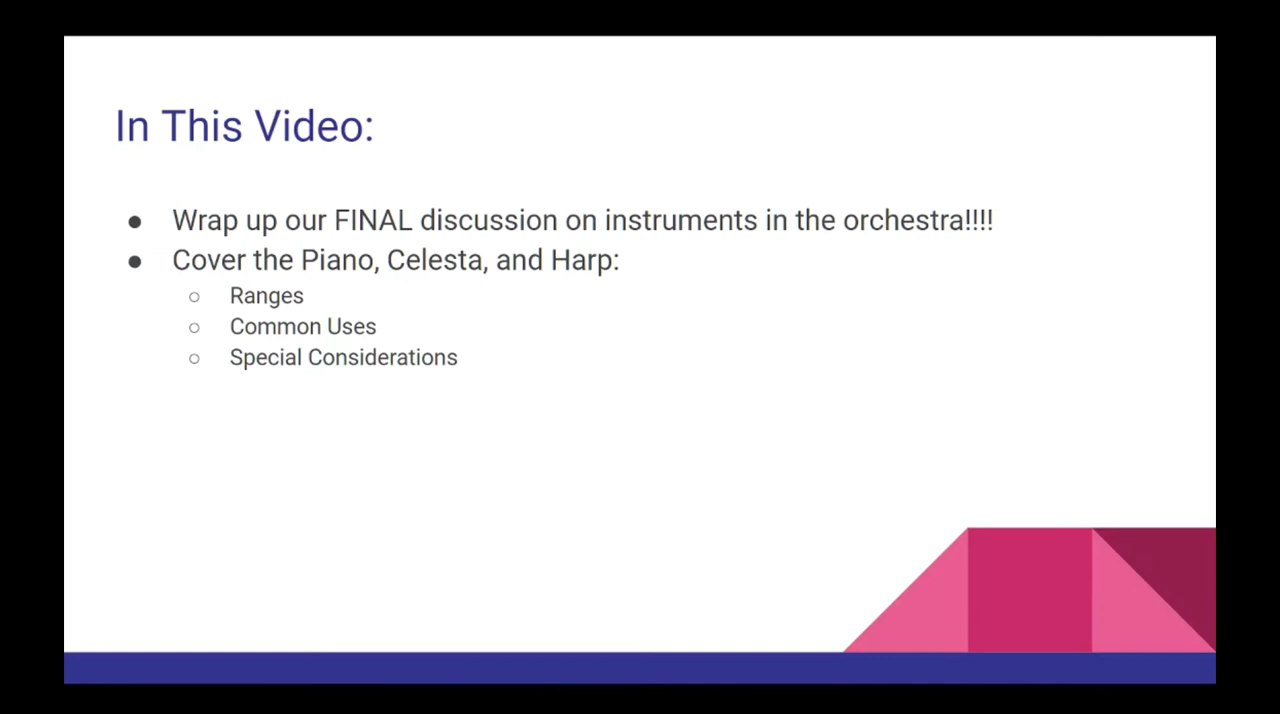 In This Video:
● Wrap up our FINAL discussion on instruments in the orchestra!!!!
● Cover the Piano, Celesta, and Harp:
○ Ranges
○ Common Uses
○ Special Considerations